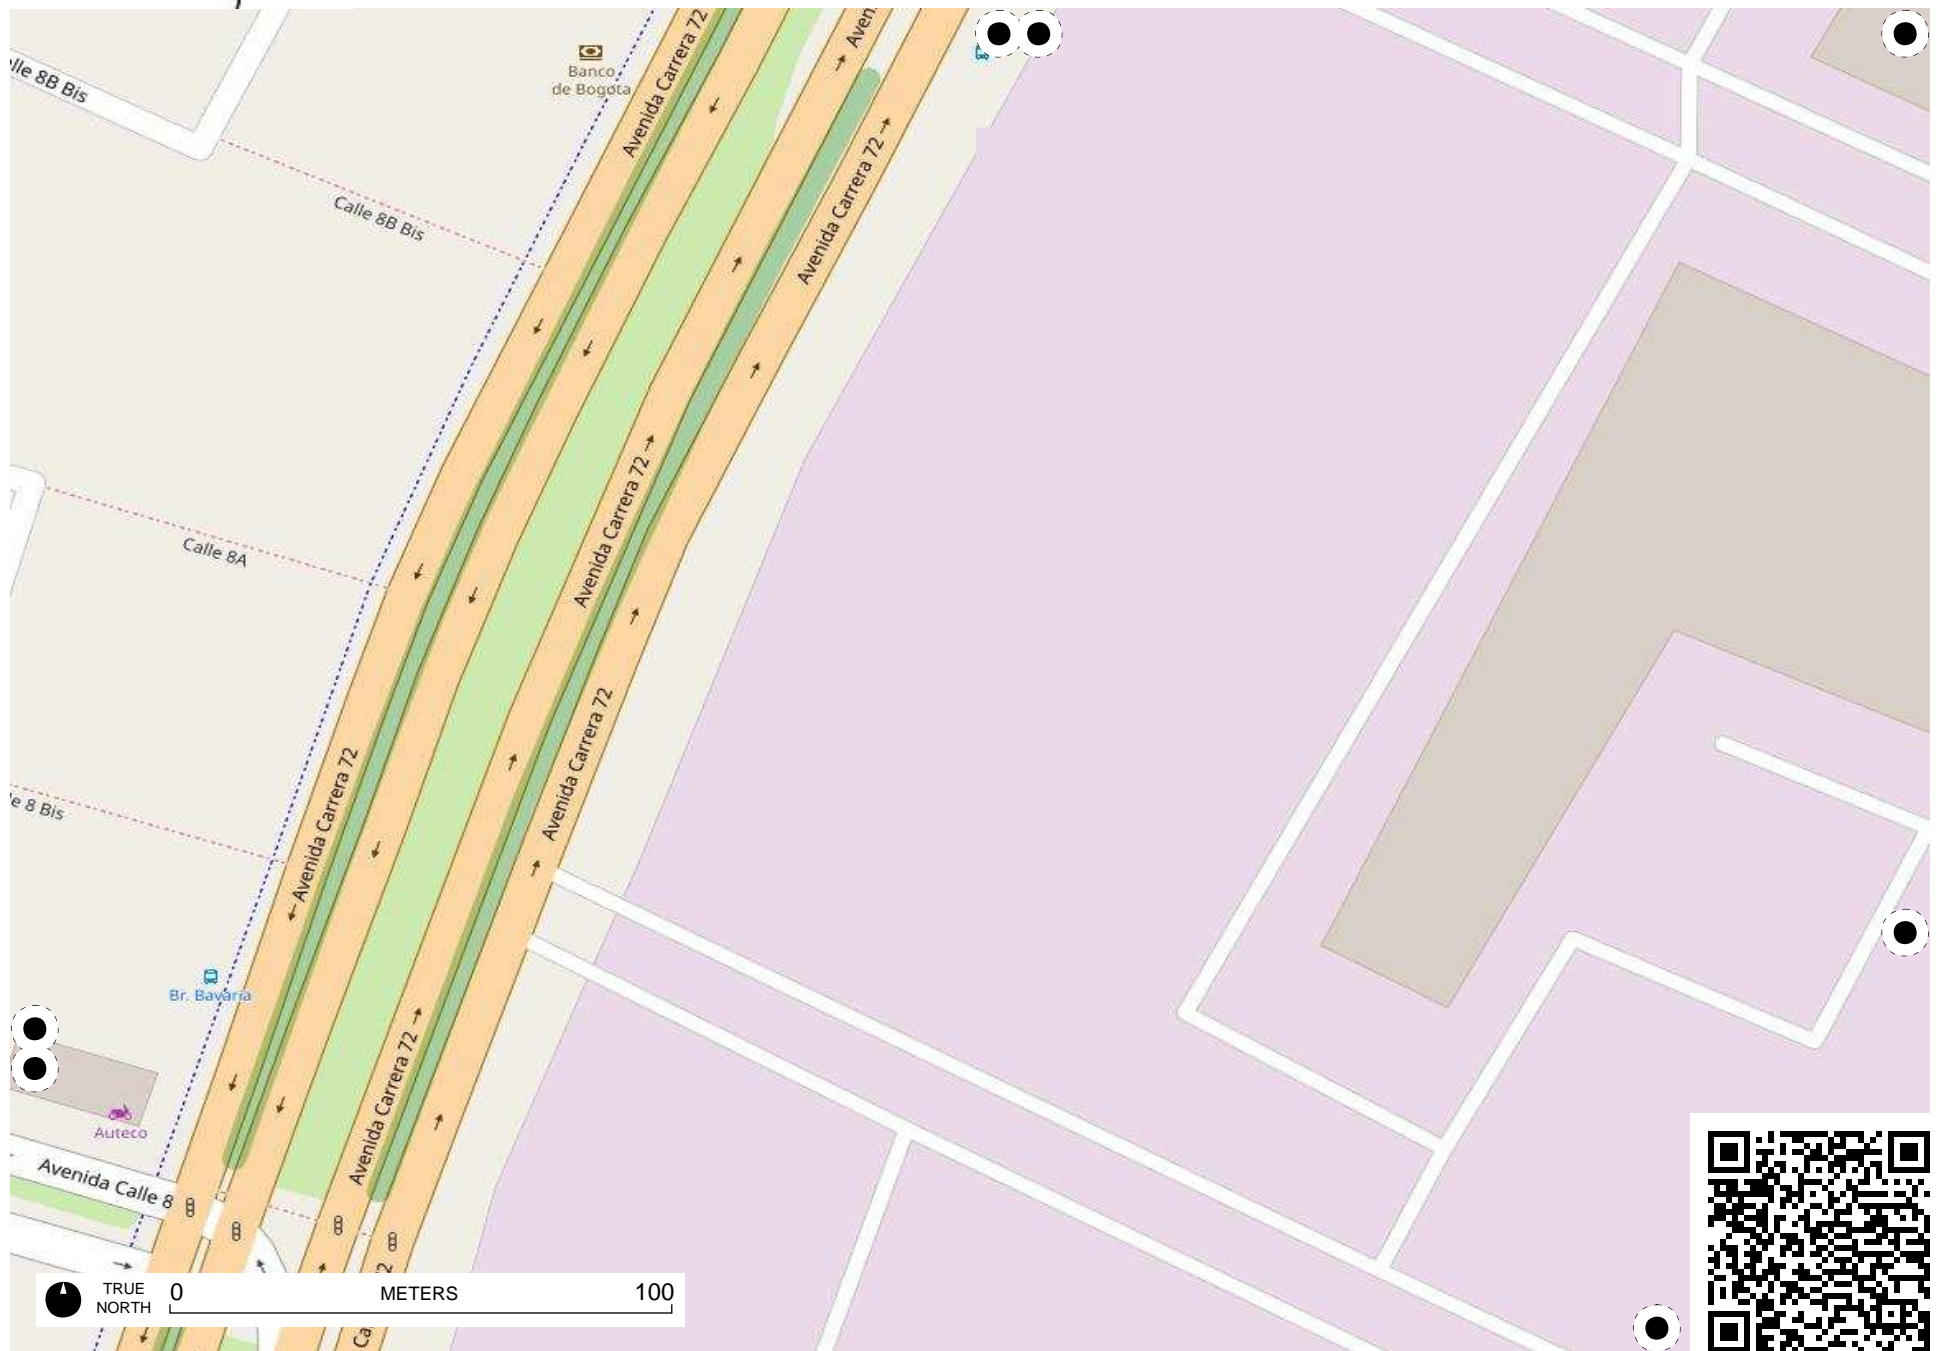 Avenida Carrera 72
Aven
Banco
de Bogota
lle 8B Bis
Avenida Carrera 72
Calle 8B Bis
Avenida Carrera 72
Calle 8A
Avenida Carrera 72
Avenida Carrera 72
e 8 Bis
Br. Bavaria
Avenida Carrera 72
Auteco
Avenida Calle 8
TRUE
NORTH
0 METERS 100
Ca
2